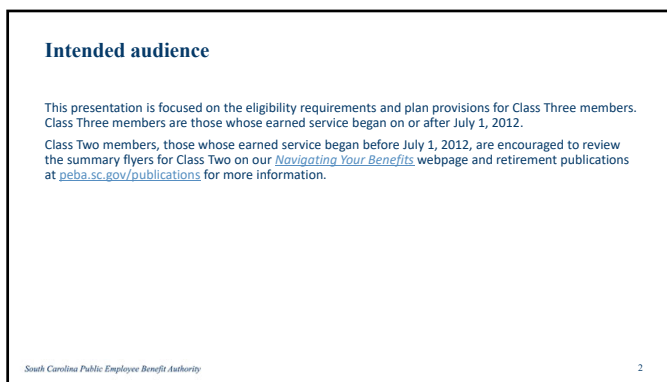 Intended audience
This presentation is focused on the eligibility requirements and plan provisions for Class Three members.
Class Three members are those whose earned service began on or after July 1, 2012.
Class Two members, those whose earned service began before July 1, 2012, are encouraged to review
the summary flyers for Class Two on our Navigating Your Benefits webpage and retirement publications
at peba.sc.gov/publications for more information.
South Carolina Public Employee Benefit Authority
2